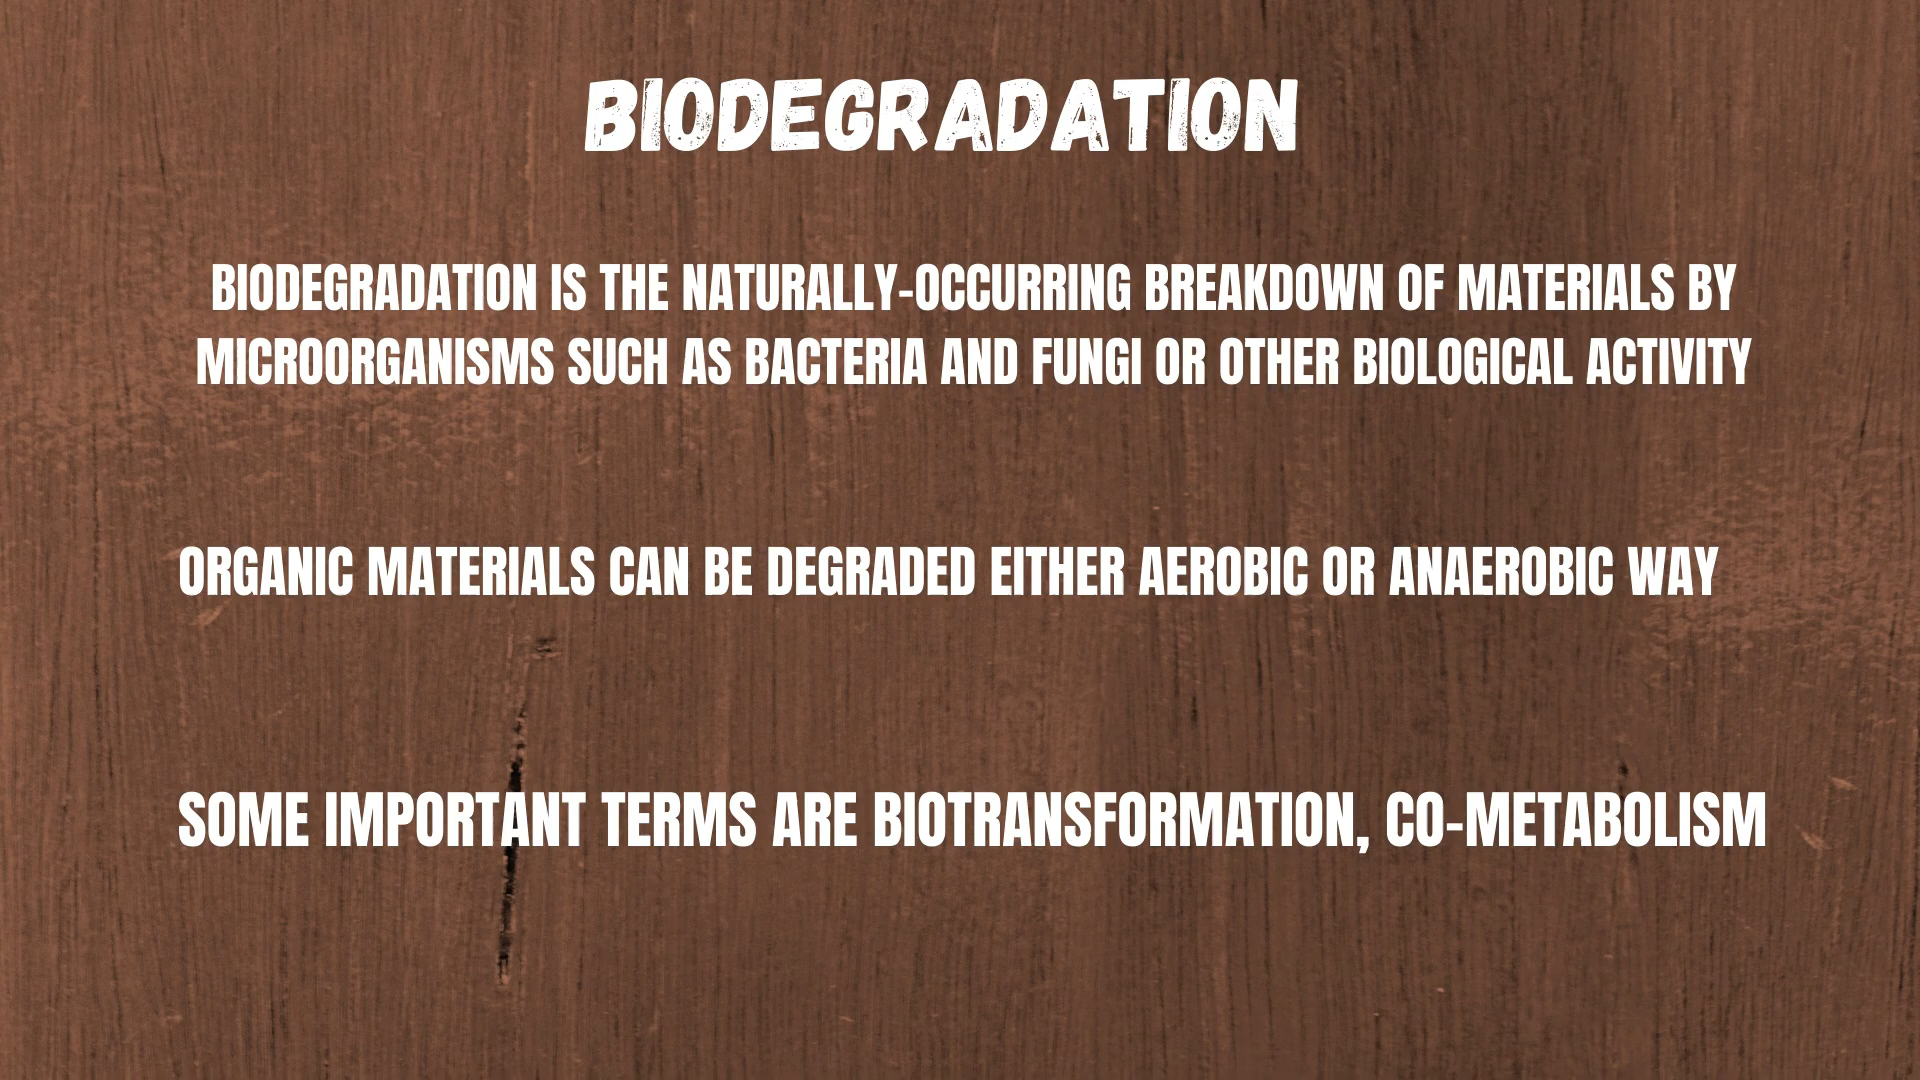 BIODEGRADATION
BIODEGRADATION IS THE NATURALLY-OCCURRING BREAKDOWN OF MATERIALS BY
MICROORGANISMS SUCH AS BACTERIA AND FUNGI OR OTHER BIOLOGICAL ACTIVITY
ORGANIC MATERIALS CAN BE DEGRADED EITHER AEROBIC OR ANAEROBIC WAY
SOME IMPORTANT TERMS ARE BIOTRANSFORMATION, CO-METABOLISM